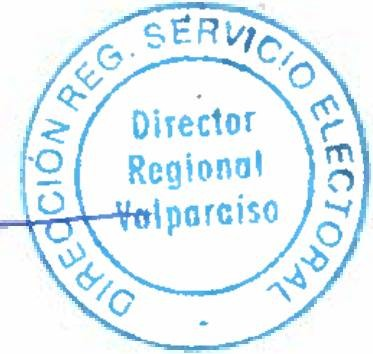 DIRECCIÓN REG. SERVICIO ELECTORAL
Director
Regional
Valparaiso